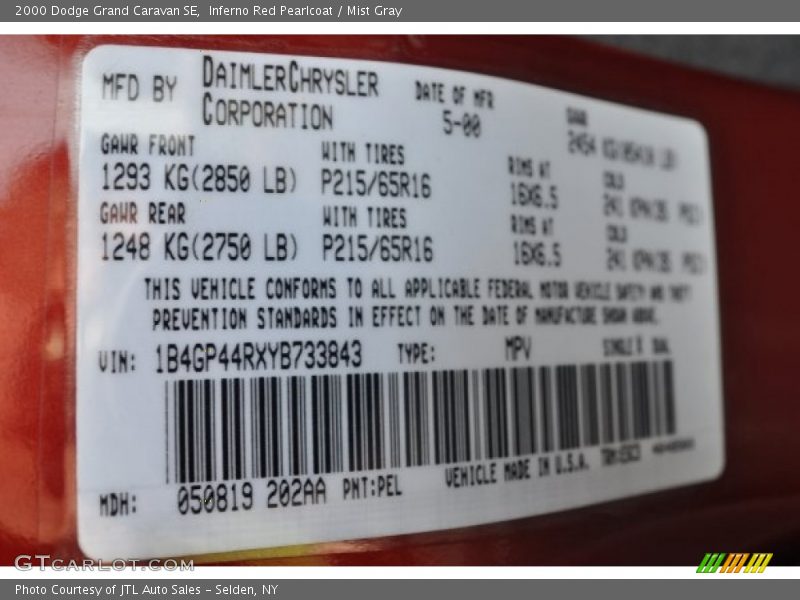 2000 Dodge Grand Caravan SE,  Inferno Red Pearlcoat / Mist Gray
MFD BY DAIMLERCHRYSLER CORPORATION
DATE OF MFR 5-00
GAWR FRONT WITH TIRES RIMS AT
1293 KG(2850 LB) P215/65R16 16X6.5
GAWR REAR WITH TIRES RIMS AT
1248 KG(2750 LB) P215/65R16 16X6.5
THIS VEHICLE CONFORMS TO ALL APPLICABLE FEDERAL MOTOR VEHICLE SAFETY AND THEFT
PREVENTION STANDARDS IN EFFECT ON THE DATE OF MANUFACTURE SHOWN ABOVE.
VIN: 1B4GP44RXYB733843 TYPE: MPV
MDH: 050819 202AA PNT:PEL VEHICLE MADE IN U.S.A.
GTCARLOT.COM
Photo Courtesy of JTL Auto Sales - Selden, NY